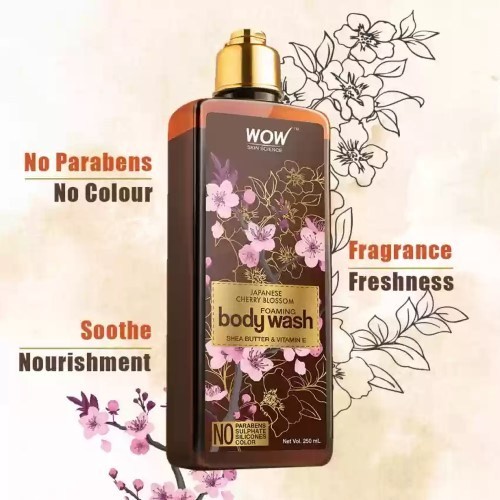 No Parabens
No Colour
Soothe
Nourishment
Fragrance
Freshness
WOW™
SKIN SCIENCE
JAPANESE
CHERRY BLOSSOM
FOAMING
body wash
SHEA BUTTER & VITAMIN E
NO PARABENS
SULPHATE
SILICONES
COLOR
Net Vol. 250 mL